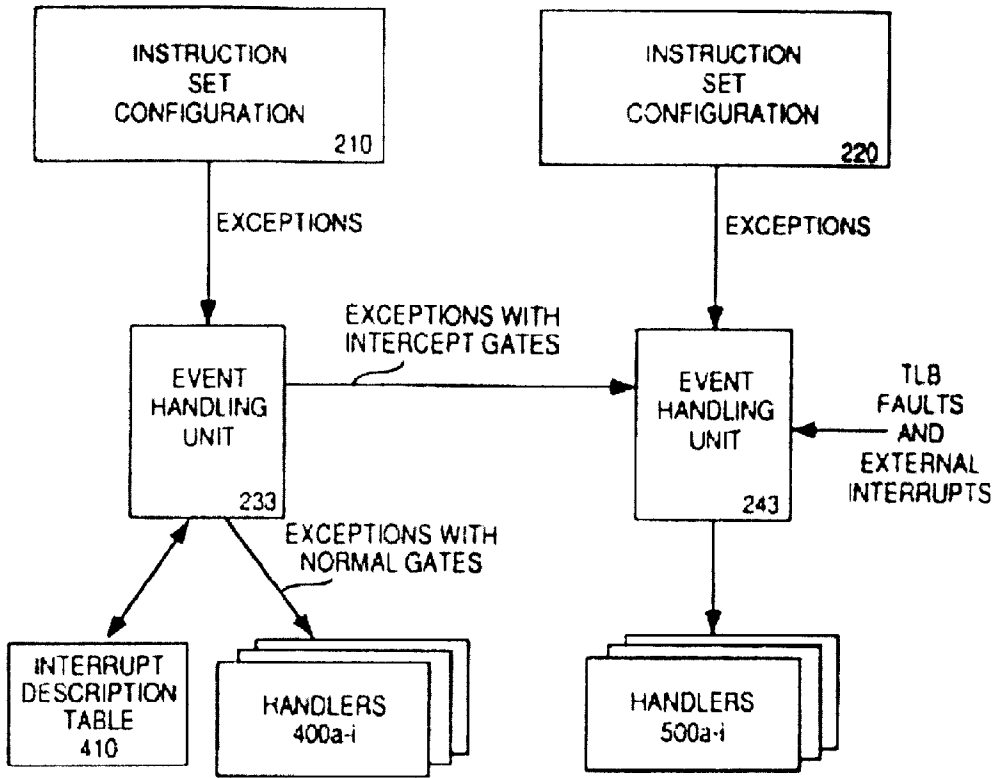 INSTRUCTION
SET
CONFIGURATION
210
INSTRUCTION
SET
CONFIGURATION
220
EXCEPTIONS
EXCEPTIONS
EXCEPTIONS WITH
INTERCEPT GATES
EVENT
HANDLING
UNIT
233
EVENT
HANDLING
UNIT
243
TLB
FAULTS
AND
EXTERNAL
INTERRUPTS
EXCEPTIONS WITH
NORMAL GATES
INTERRUPT
DESCRIPTION
TABLE
410
HANDLERS
400a-i
HANDLERS
500a-i